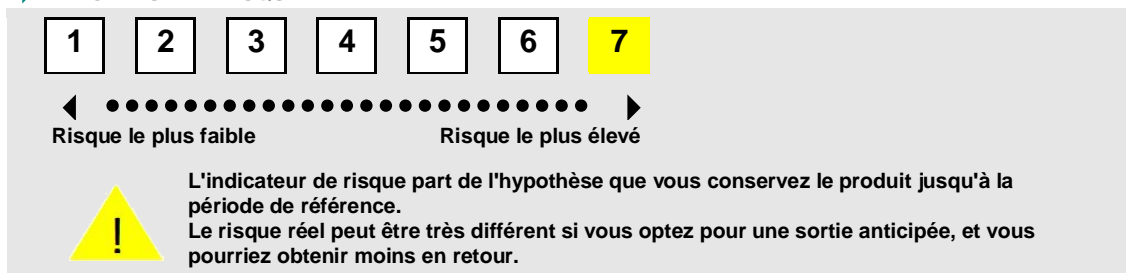 1 2 3 4 5 6 7
Risque le plus faible Risque le plus élevé
L'indicateur de risque part de l'hypothèse que vous conservez le produit jusqu'à la
période de référence.
! Le risque réel peut être très différent si vous optez pour une sortie anticipée, et vous
pourriez obtenir moins en retour.